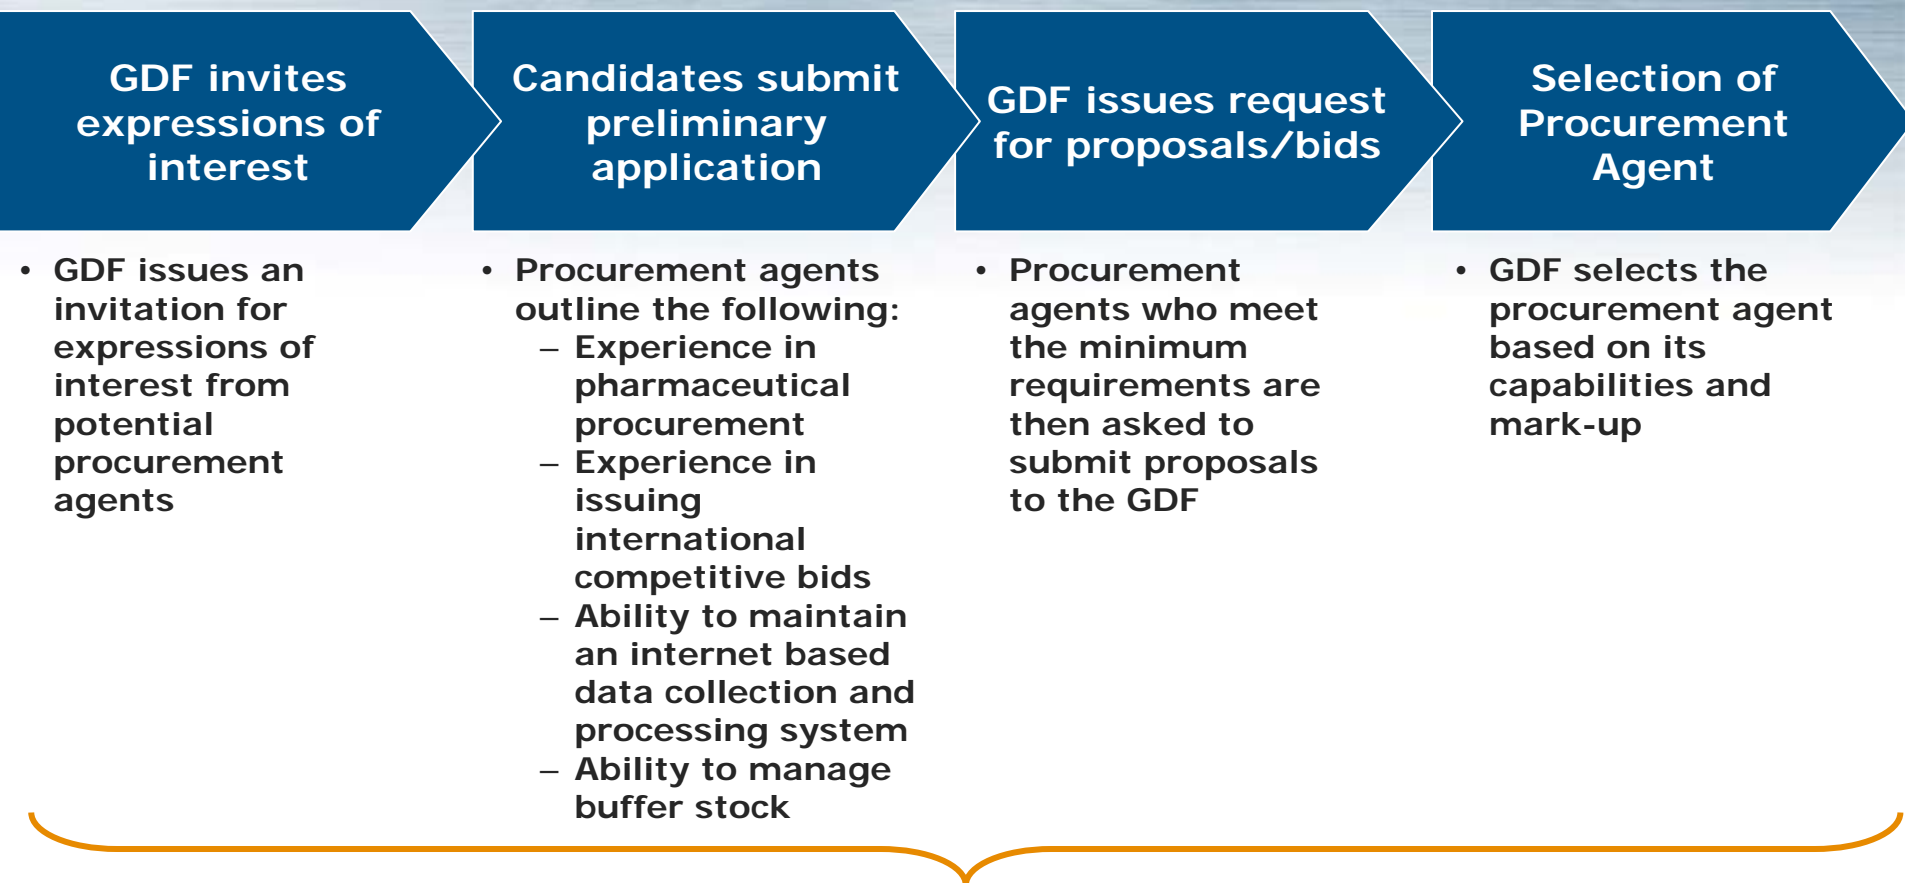 GDF invites
expressions of
interest
Candidates submit
preliminary
application
GDF issues request
for proposals/bids
Selection of
Procurement
Agent
• GDF issues an
invitation for
expressions of
interest from
potential
procurement
agents
• Procurement agents
outline the following:
– Experience in
pharmaceutical
procurement
– Experience in
issuing
international
competitive bids
– Ability to maintain
an internet based
data collection and
processing system
– Ability to manage
buffer stock
• Procurement
agents who meet
the minimum
requirements are
then asked to
submit proposals
to the GDF
• GDF selects the
procurement agent
based on its
capabilities and
mark-up